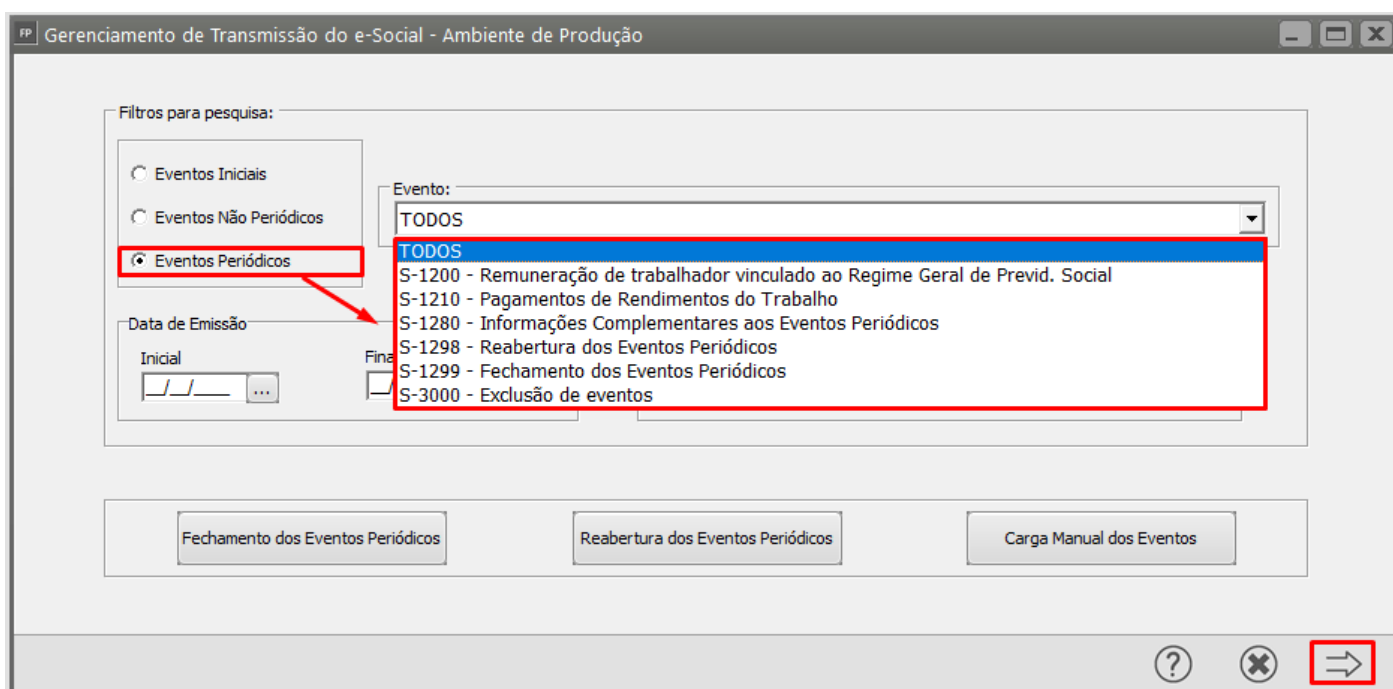 FP Gerenciamento de Transmissão do e-Social - Ambiente de Produção
Filtros para pesquisa:
Eventos Iniciais
Eventos Não Periódicos
Eventos Periódicos
Evento:
TODOS
TODOS
S-1200 - Remuneração de trabalhador vinculado ao Regime Geral de Previd. Social
S-1210 - Pagamentos de Rendimentos do Trabalho
S-1280 - Informações Complementares aos Eventos Periódicos
S-1298 - Reabertura dos Eventos Periódicos
S-1299 - Fechamento dos Eventos Periódicos
S-3000 - Exclusão de eventos
Data de Emissão
Inicial
Fina
__/__/____ ...
__/
Fechamento dos Eventos Periódicos
Reabertura dos Eventos Periódicos
Carga Manual dos Eventos
?